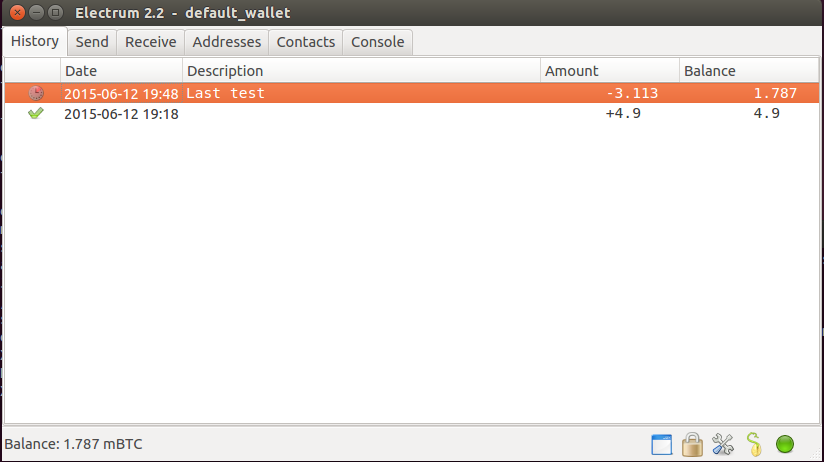 Electrum 2.2 - default_wallet
History Send Receive Addresses Contacts Console
Date Description Amount Balance
2015-06-12 19:48 Last test -3.113 1.787
2015-06-12 19:18 +4.9 4.9
Balance: 1.787 mBTC